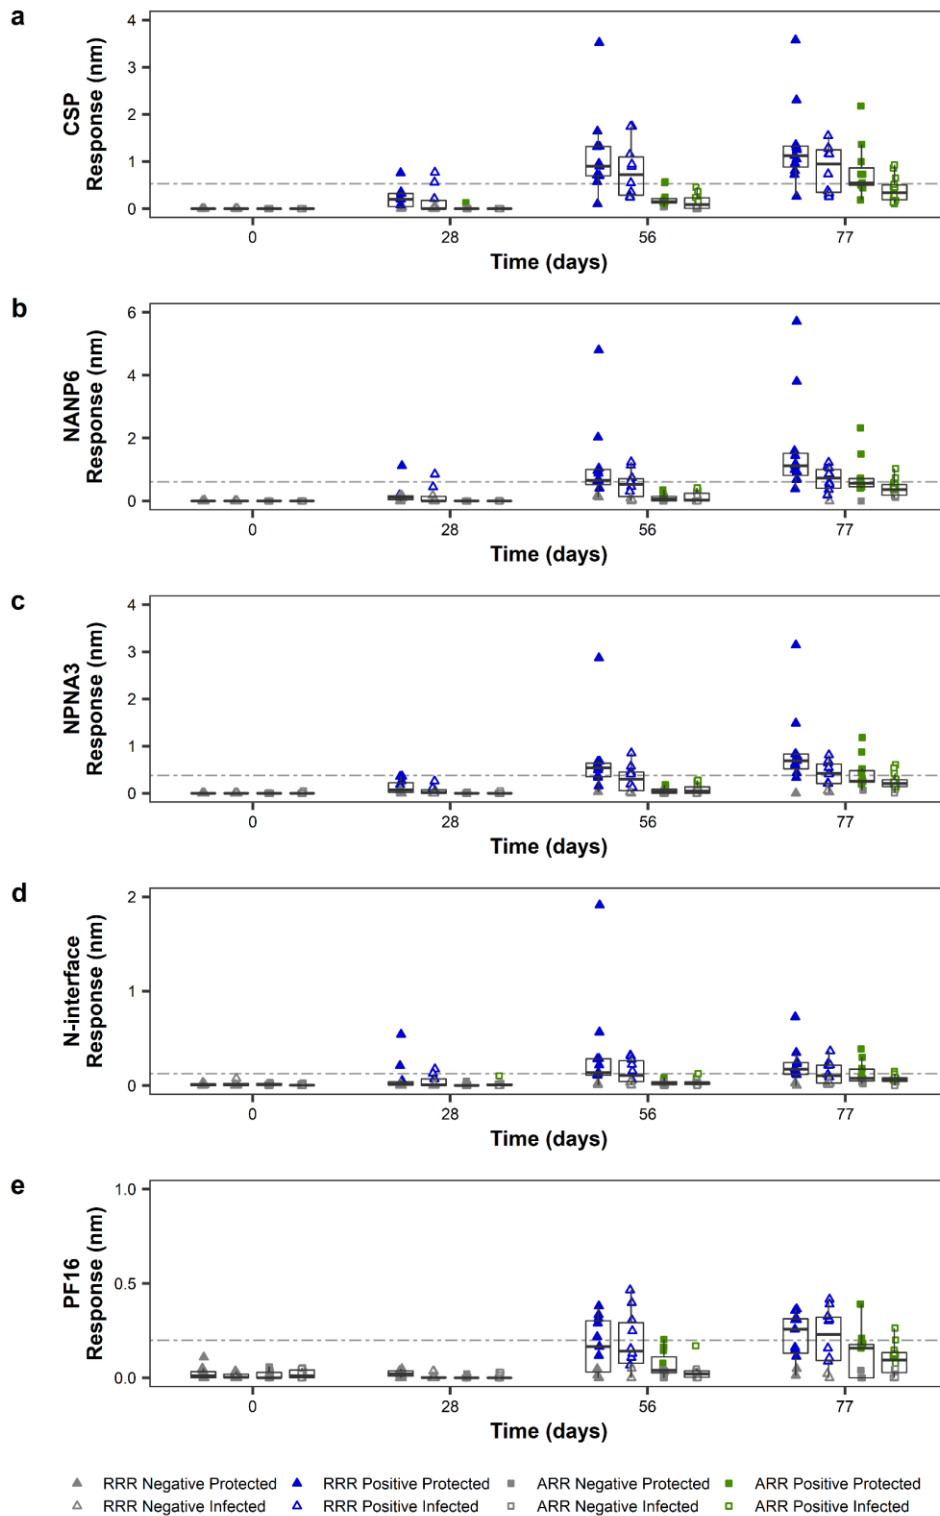 a
CSP
Response (nm)
4
3
2
1
0
0 28 56 77
Time (days)
b
NANP6
Response (nm)
6
4
2
0
0 28 56 77
Time (days)
c
NPNA3
Response (nm)
4
3
2
1
0
0 28 56 77
Time (days)
d
N-interface
Response (nm)
2
1
0
0 28 56 77
Time (days)
e
PF16
Response (nm)
1.0
0.5
0.0
0 28 56 77
Time (days)
RRR Negative Protected RRR Positive Protected ARR Negative Protected ARR Positive Protected
RRR Negative Infected RRR Positive Infected ARR Negative Infected ARR Positive Infected